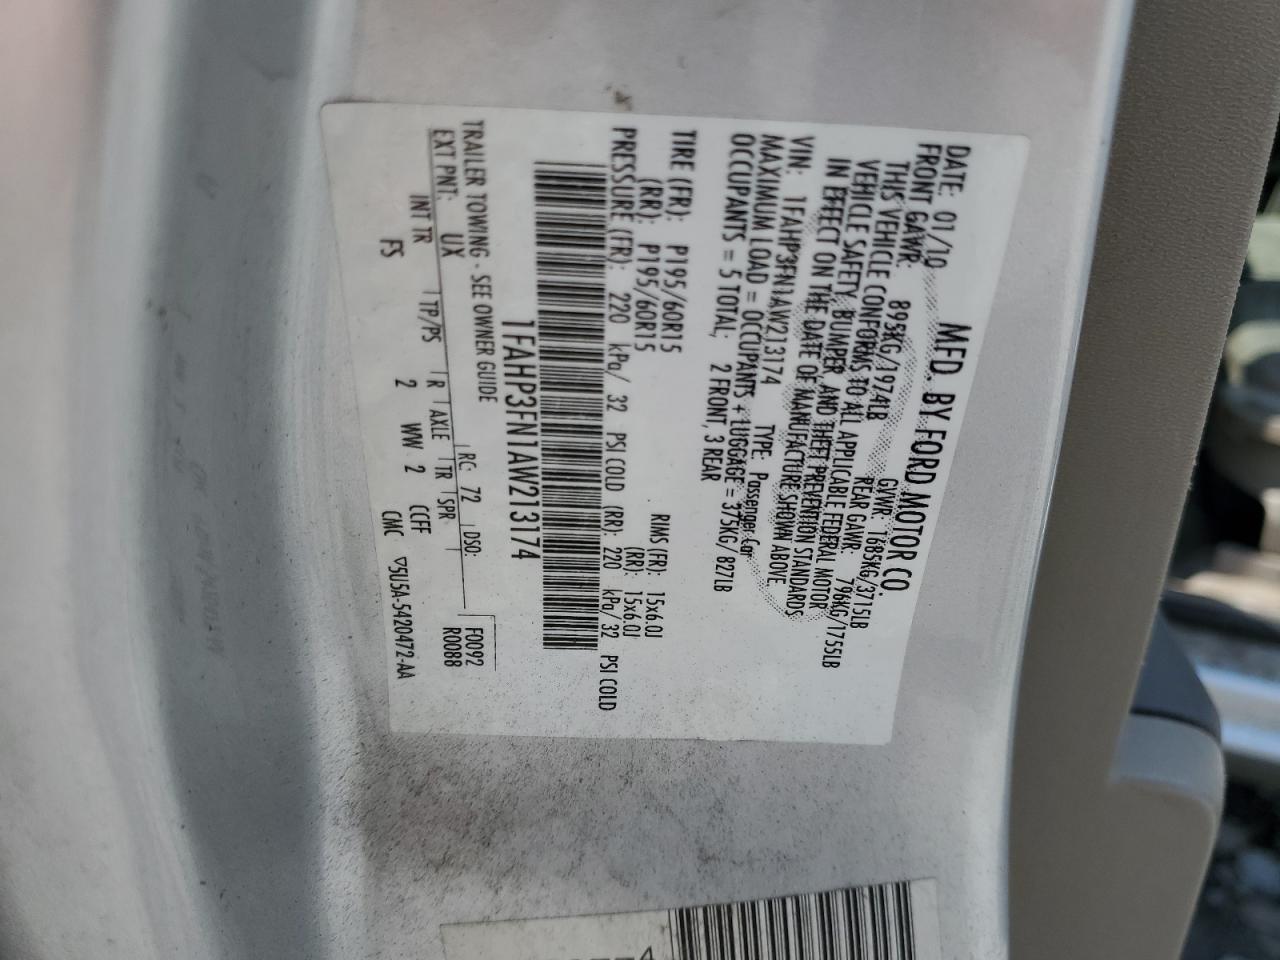 MFD. BY FORD MOTOR CO.
DATE: 01/10 GVWR: 1685KG/3715LB
FRONT GAWR: 895KG/1974LB REAR GAWR: 796KG/1755LB
THIS VEHICLE CONFORMS TO ALL APPLICABLE FEDERAL MOTOR
VEHICLE SAFETY, BUMPER, AND THEFT PREVENTION STANDARDS
IN EFFECT ON THE DATE OF MANUFACTURE SHOWN ABOVE.
VIN: 1FAHP3FN1AW213174 TYPE: Passenger Car
MAXIMUM LOAD = OCCUPANTS + LUGGAGE = 375KG/827LB
OCCUPANTS = 5 TOTAL; 2 FRONT, 3 REAR
TIRE (FR): P195/60R15 RIMS (FR): 15x6.0J
(RR): P195/60R15 (RR): 15x6.0J
PRESSURE (FR): 220 kPa/ 32 PSI COLD (RR): 220 kPa/ 32 PSI COLD
1FAHP3FN1AW213174
TRAILER TOWING - SEE OWNER GUIDE
F0092
EXT PNT: UX RC: 72 DSO: R0088
INT TR TP/PS R AXLE TR SPR
FS 2 WW 2 CCFF
CMC ▽5U5A-5420472-AA